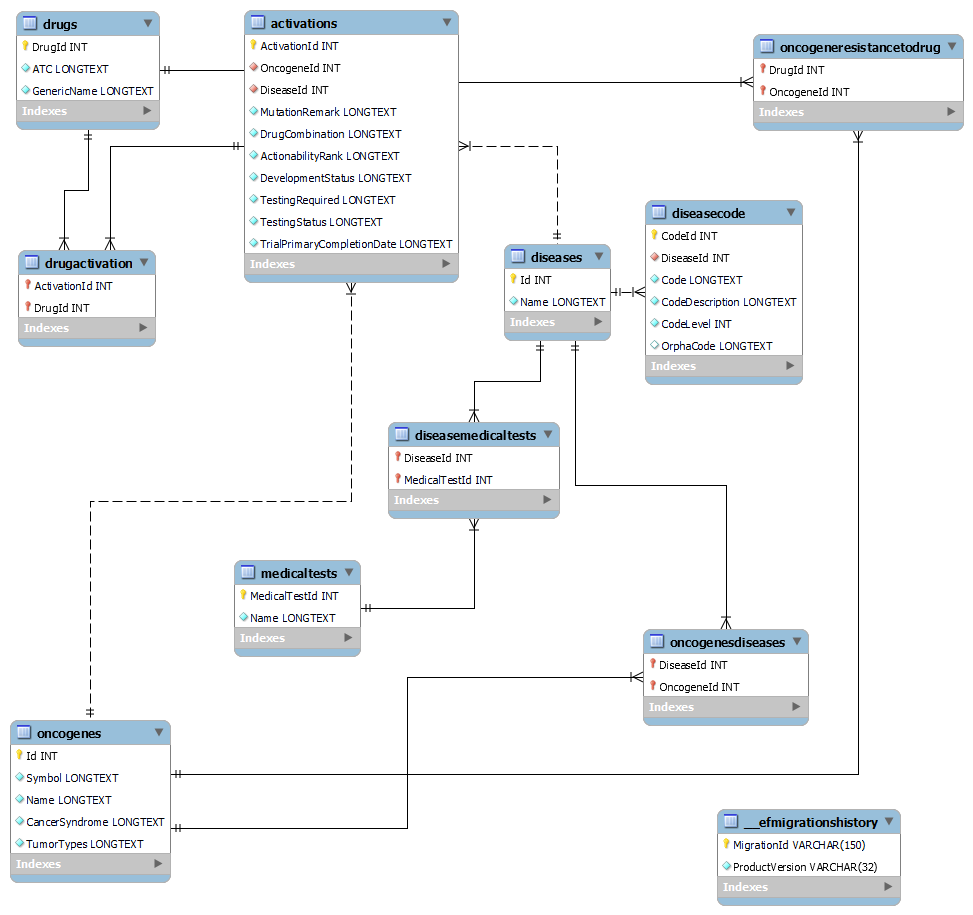 drugs
DrugId INT
ATC LONGTEXT
GenericName LONGTEXT
Indexes
activations
ActivationId INT
OncogeneId INT
DiseaseId INT
MutationRemark LONGTEXT
DrugCombination LONGTEXT
ActionabilityRank LONGTEXT
DevelopmentStatus LONGTEXT
TestingRequired LONGTEXT
TestingStatus LONGTEXT
TrialPrimaryCompletionDate LONGTEXT
Indexes
oncogeneresistancetodrug
DrugId INT
OncogeneId INT
Indexes
drugactivation
ActivationId INT
DrugId INT
Indexes
diseases
Id INT
Name LONGTEXT
Indexes
diseasecode
CodeId INT
DiseaseId INT
Code LONGTEXT
CodeDescription LONGTEXT
CodeLevel INT
OrphaCode LONGTEXT
Indexes
diseasemedicaltests
DiseaseId INT
MedicalTestId INT
Indexes
medicaltests
MedicalTestId INT
Name LONGTEXT
Indexes
oncogenesdiseases
DiseaseId INT
OncogeneId INT
Indexes
oncogenes
Id INT
Symbol LONGTEXT
Name LONGTEXT
CancerSyndrome LONGTEXT
TumorTypes LONGTEXT
Indexes
__efmigrationshistory
MigrationId VARCHAR(150)
ProductVersion VARCHAR(32)
Indexes